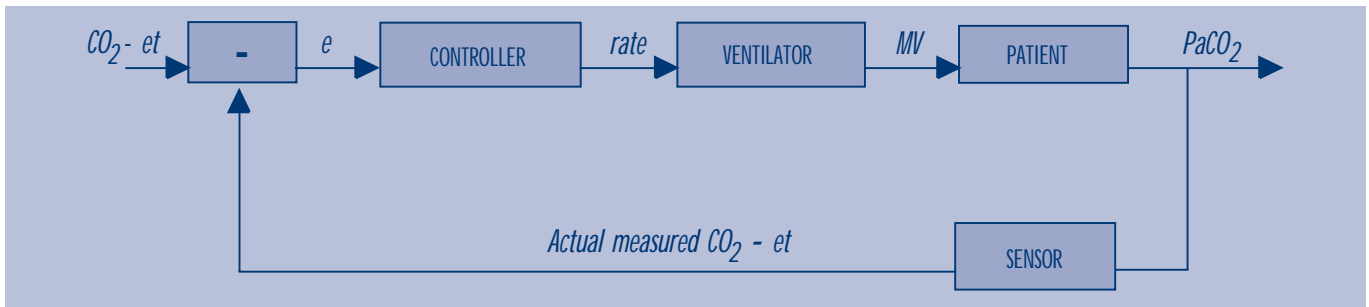 CO2- et
-
e
CONTROLLER
rate
VENTILATOR
MV
PATIENT
PaCO2
Actual measured CO2 - et
SENSOR